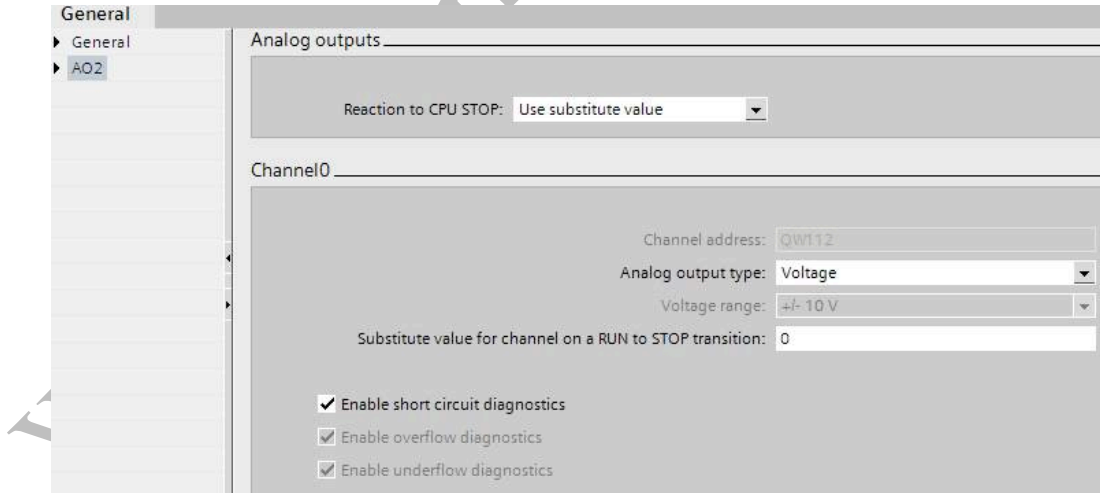 General
General
AO2
Analog outputs
Reaction to CPU STOP: Use substitute value
Channel0
Channel address: QW112
Analog output type: Voltage
Voltage range: +/- 10 V
Substitute value for channel on a RUN to STOP transition: 0
Enable short circuit diagnostics
Enable overflow diagnostics
Enable underflow diagnostics